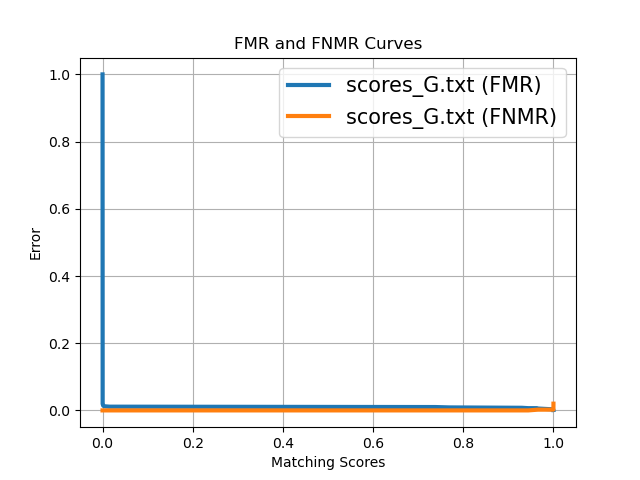 FMR and FNMR Curves
scores_G.txt (FMR)
scores_G.txt (FNMR)
Error
1.0
0.8
0.6
0.4
0.2
0.0
0.0 0.2 0.4 0.6 0.8 1.0
Matching Scores